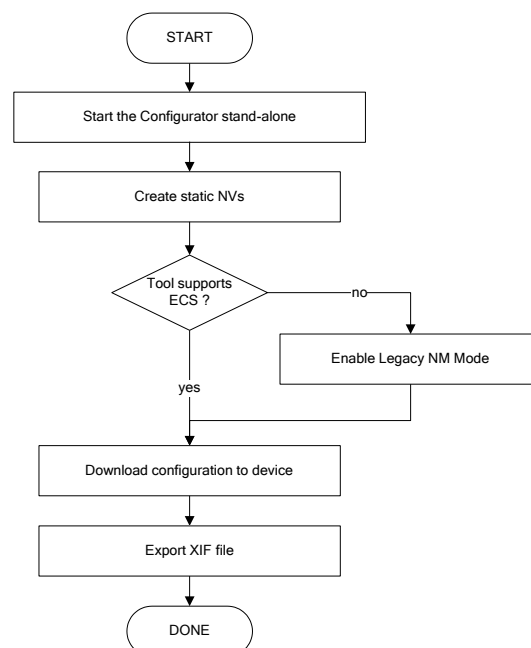 START
Start the Configurator stand-alone
Create static NVs
Tool supports
ECS ?
no
Enable Legacy NM Mode
yes
Download configuration to device
Export XIF file
DONE